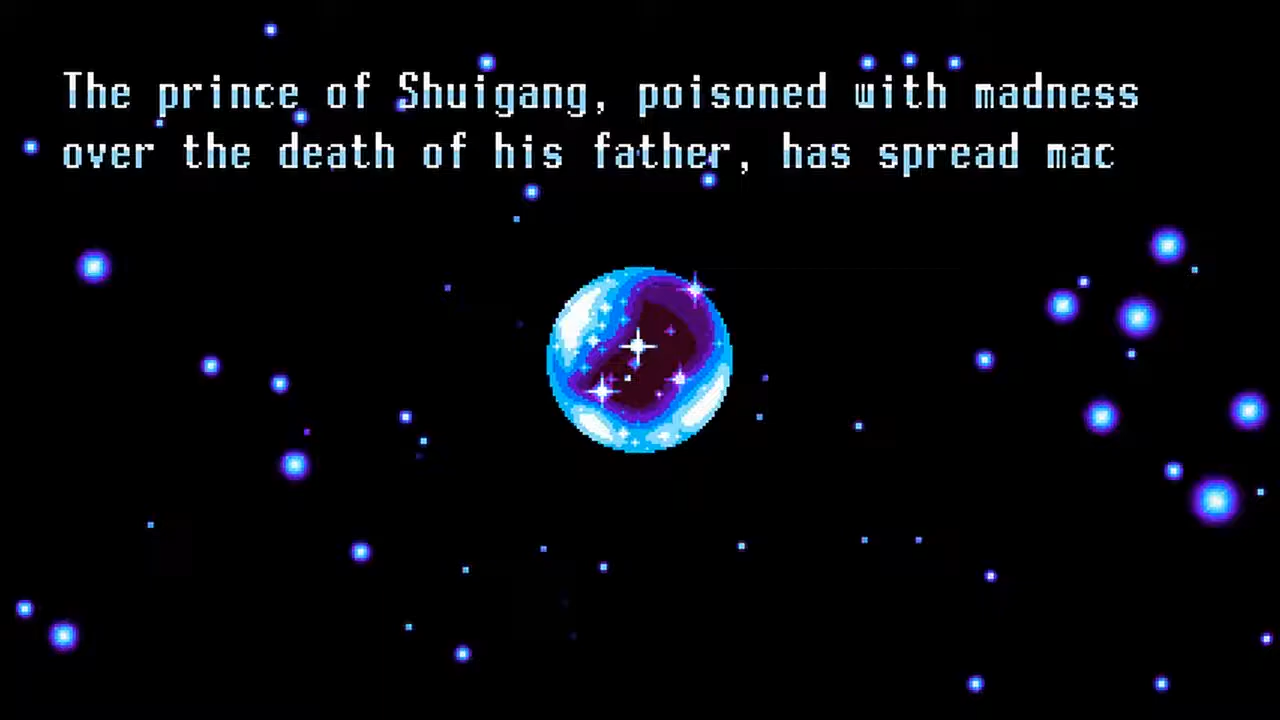 The prince of Shuigang, poisoned with madness
over the death of his father, has spread mac